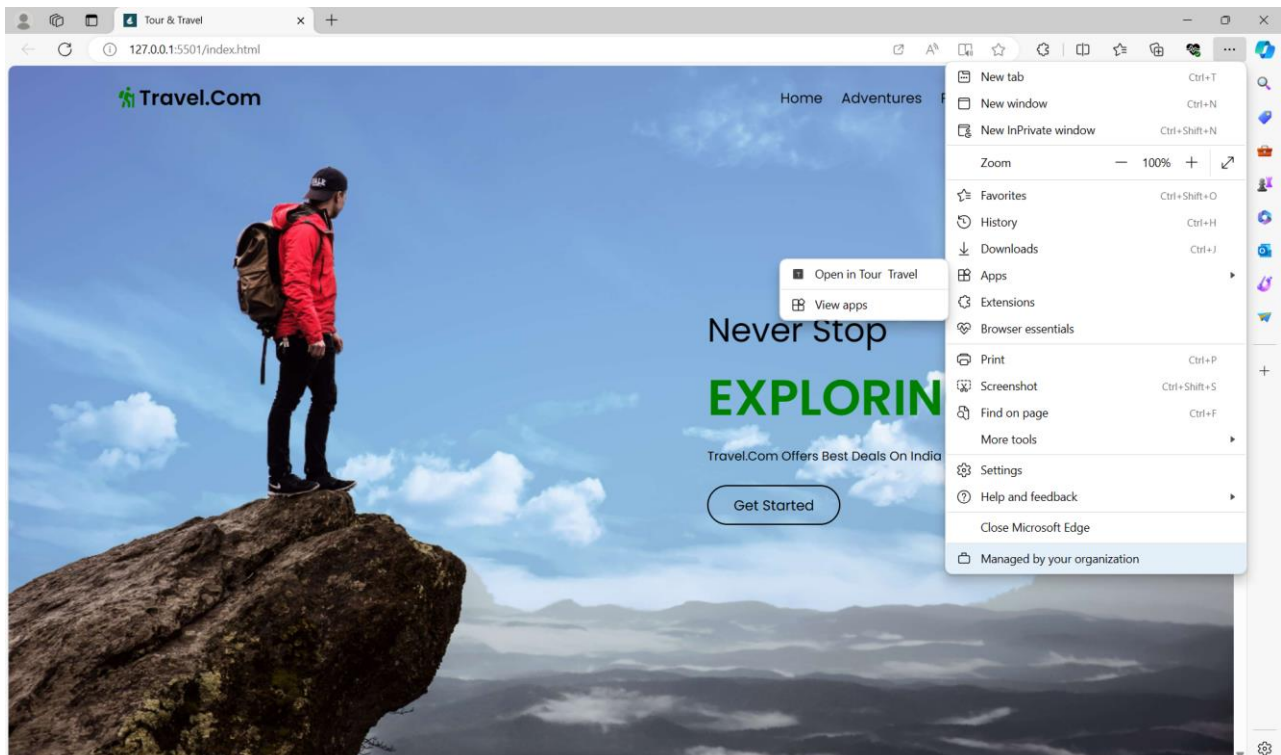 Tour & Travel
127.0.0.1:5501/index.html
Travel.Com
Home Adventures
New tab Ctrl+T
New window Ctrl+N
New InPrivate window Ctrl+Shift+N
Zoom 100%
Favorites Ctrl+Shift+O
History Ctrl+H
Downloads Ctrl+J
Apps
Open in Tour Travel
View apps
Extensions
Browser essentials
Print Ctrl+P
Screenshot Ctrl+Shift+S
Find on page Ctrl+F
More tools
Settings
Help and feedback
Close Microsoft Edge
Managed by your organization
Never Stop
EXPLORIN
Travel.Com Offers Best Deals On India
Get Started